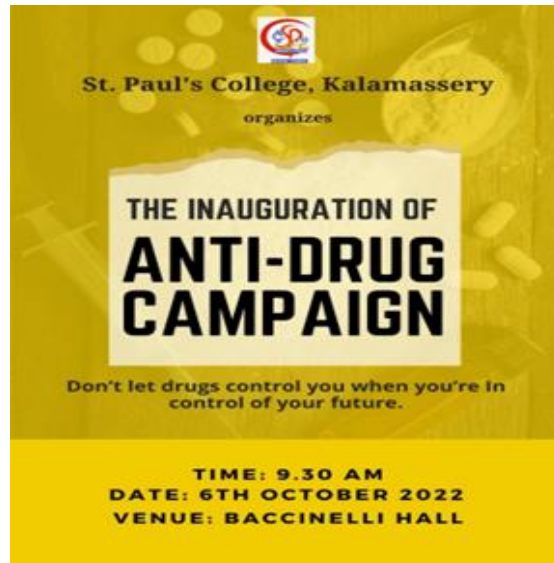 St. Paul's College, Kalamassery
organizes
THE INAUGURATION OF
ANTI-DRUG
CAMPAIGN
Don't let drugs control you when you're In
control of your future.
TIME: 9.30 AM
DATE: 6TH OCTOBER 2022
VENUE: BACCINELLI HALL